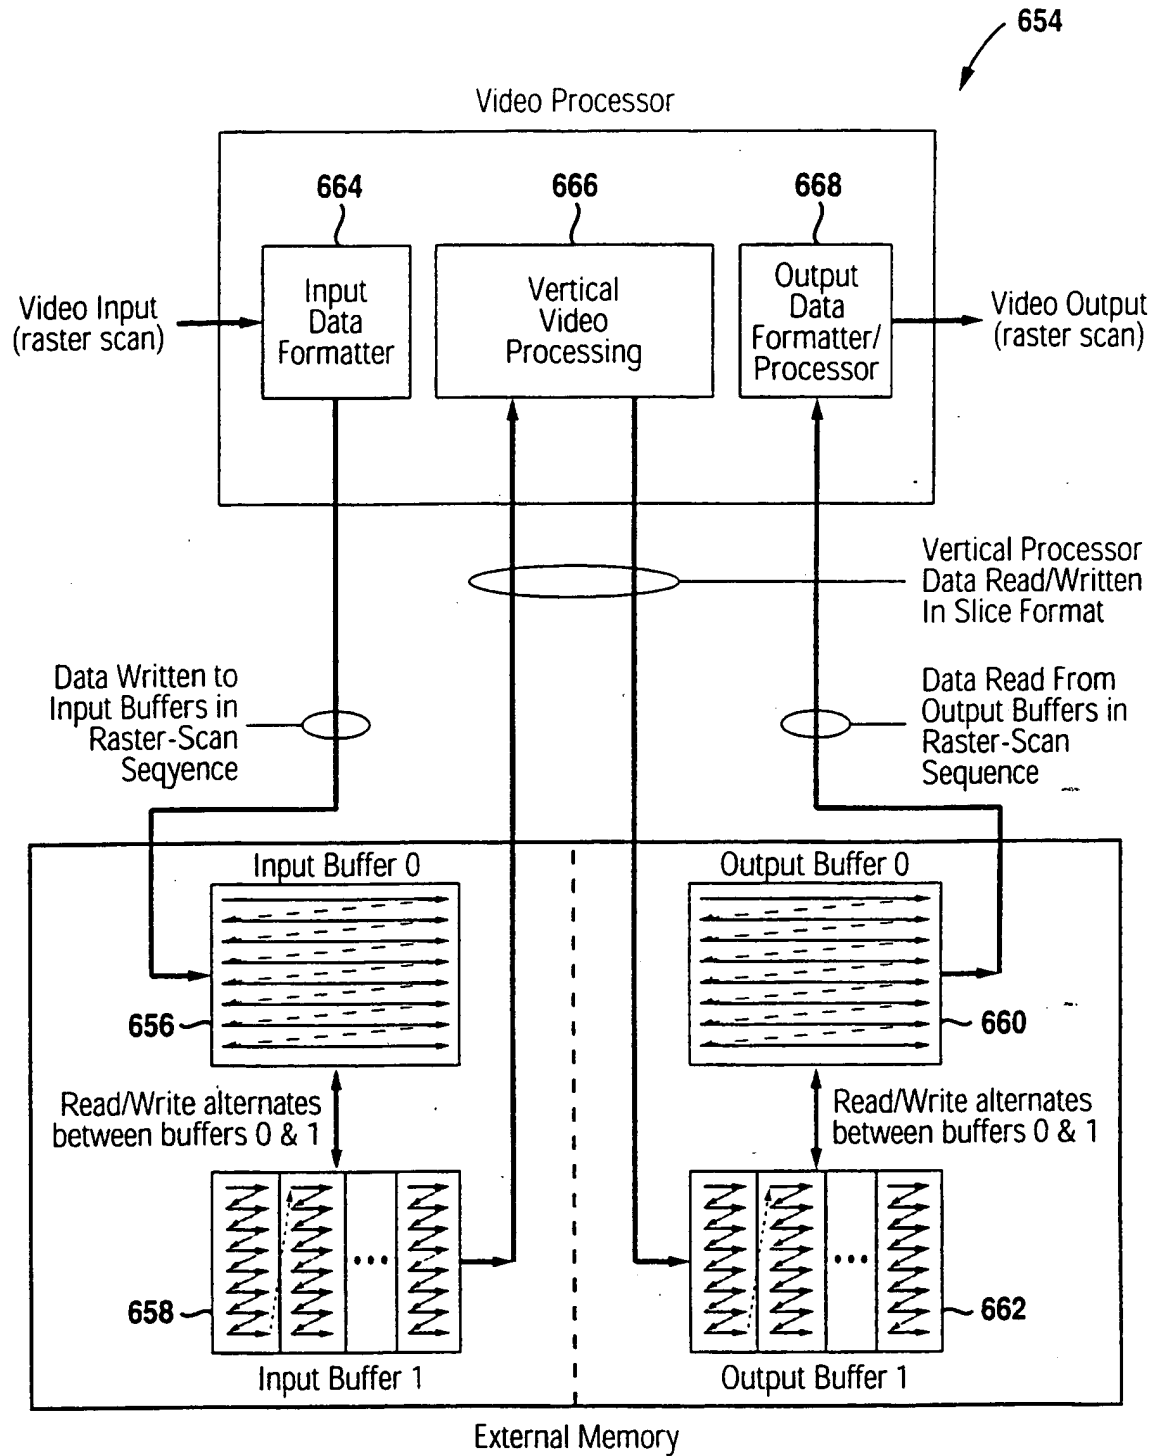 654
Video Processor
664
666
668
Video Input
(raster scan)
Input
Data
Formatter
Vertical
Video
Processing
Output
Data
Formatter/
Processor
Video Output
(raster scan)
Vertical Processor
Data Read/Written
In Slice Format
Data Written to
Input Buffers in
Raster-Scan
Seqyence
Data Read From
Output Buffers in
Raster-Scan
Sequence
Input Buffer 0
Output Buffer 0
656
660
Read/Write alternates
between buffers 0 & 1
Read/Write alternates
between buffers 0 & 1
658
662
Input Buffer 1
Output Buffer 1
External Memory